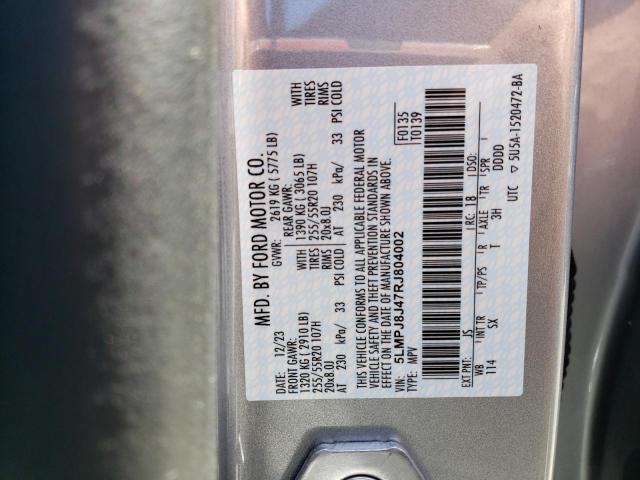 MFD. BY FORD MOTOR CO.
DATE: 12/23 GVWR: 2619 KG ( 5775 LB)
FRONT GAWR: REAR GAWR:
1320 KG ( 2910 LB) 1390 KG ( 3065 LB) WITH
255/55R20 107H WITH 255/55R20 107H TIRES
20x8.0J TIRES RIMS 20x8.0J RIMS
AT 230 kPa/ 33 PSI COLD AT 230 kPa/ 33 PSI COLD
THIS VEHICLE CONFORMS TO ALL APPLICABLE FEDERAL MOTOR
VEHICLE SAFETY AND THEFT PREVENTION STANDARDS IN
EFFECT ON THE DATE OF MANUFACTURE SHOWN ABOVE.
VIN: 5LMPJ8J47RJ804002
TYPE: MPV
F0135
T0139
EXT PNT: JS RC: 18 DSO:
WB INT TR TP/PS R AXLE TR SPR
114 SX T 3H DDDD
UTC ▽ 5U5A-1520472-BA